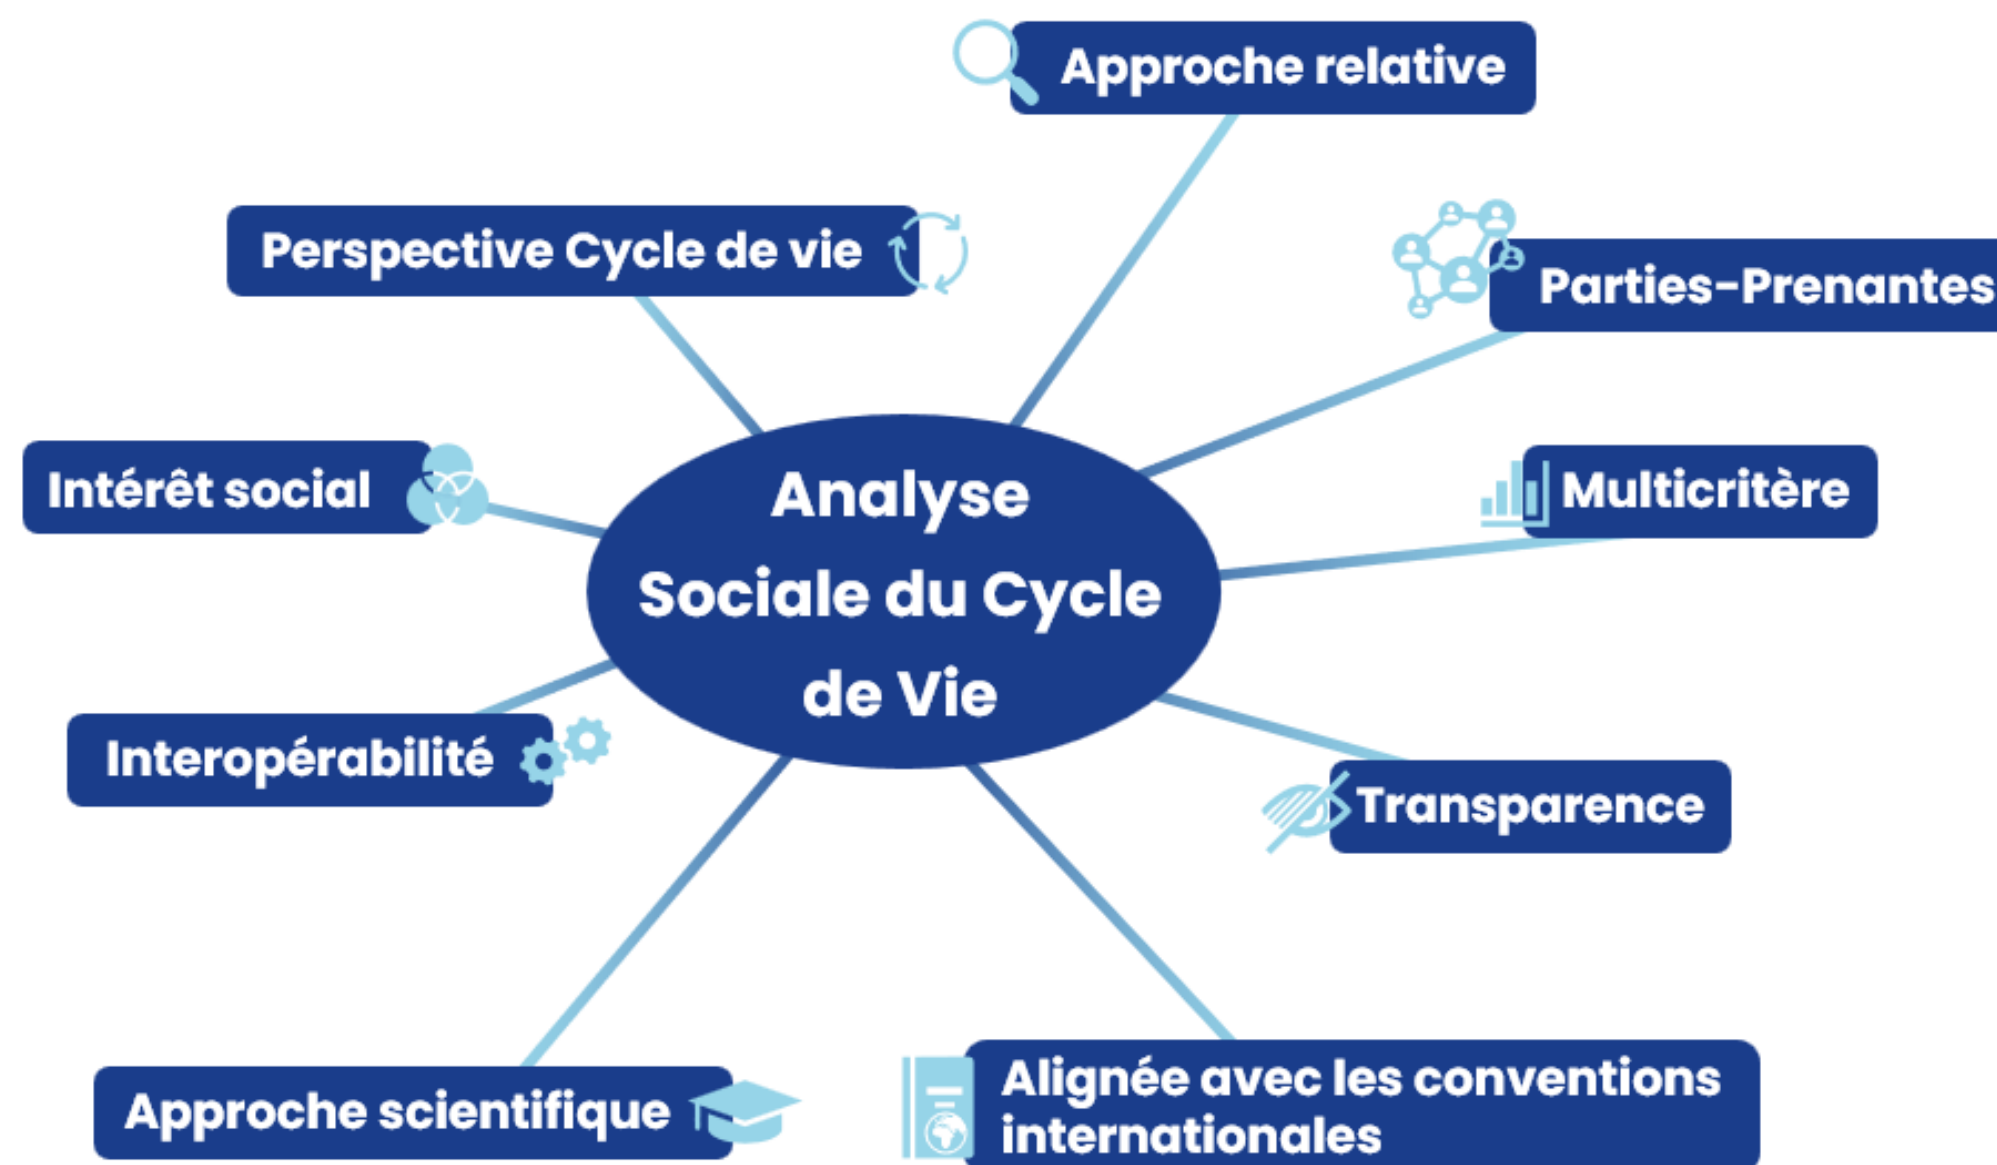 Approche relative
Perspective Cycle de vie
Parties-Prenantes
Intérêt social
Multicritère
Analyse
Sociale du Cycle
de Vie
Interopérabilité
Transparence
Approche scientifique
Alignée avec les conventions
internationales